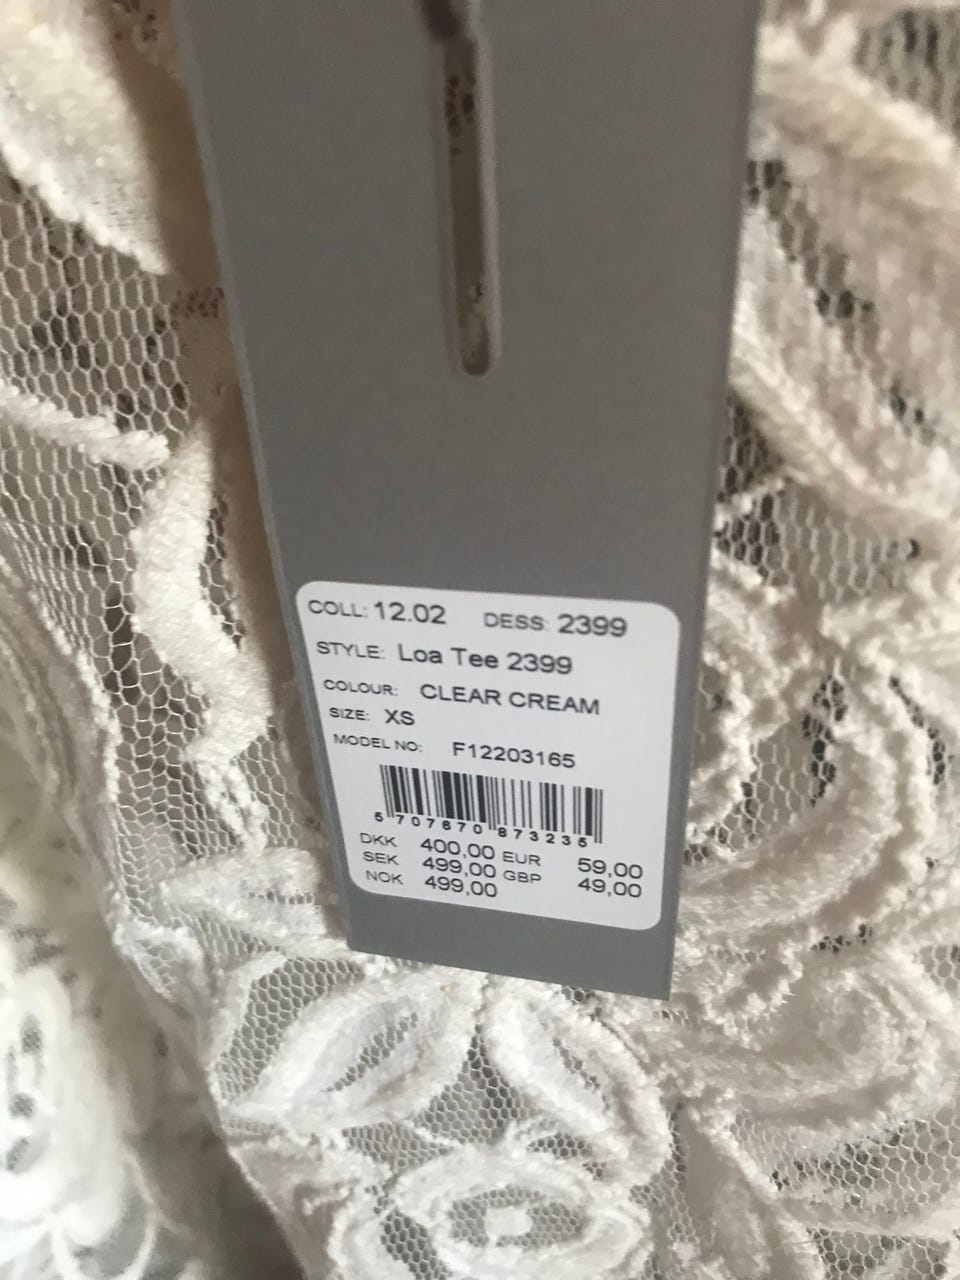 COLL: 12.02 DESS: 2399
STYLE: Loa Tee 2399
COLOUR: CLEAR CREAM
SIZE: XS
MODEL NO: F12203165
5 707670 873235
DKK 400,00 EUR 59,00
SEK 499,00 GBP 49,00
NOK 499,00